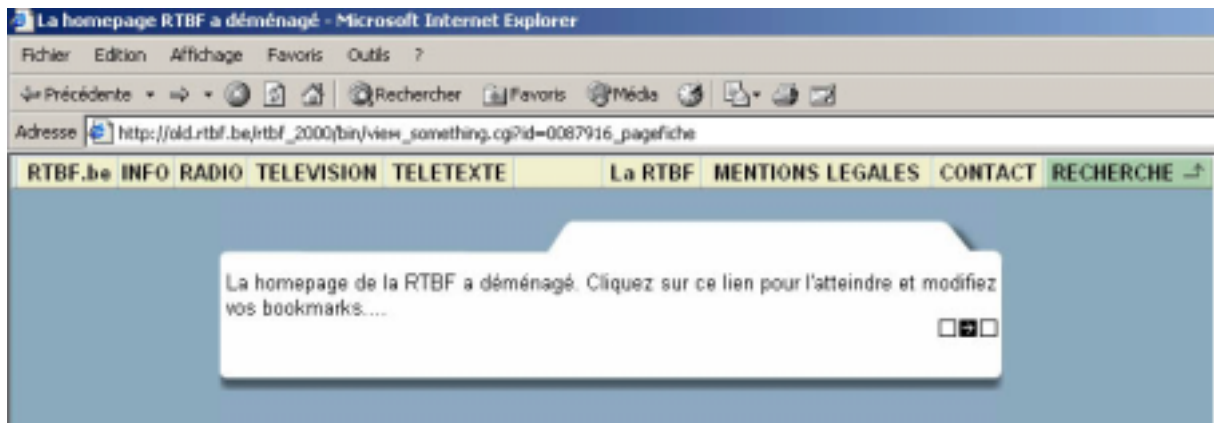 La homepage RTBF a déménagé - Microsoft Internet Explorer
Fichier Edition Affichage Favoris Outils ?
Précédente Rechercher Favoris Média
Adresse http://old.rtbf.be/rtbf_2000/bin/view_something.cgi?id=0087916_pagefiche
RTBF.be INFO RADIO TELEVISION TELETEXTE La RTBF MENTIONS LEGALES CONTACT RECHERCHE
La homepage de la RTBF a déménagé. Cliquez sur ce lien pour l'atteindre et modifiez
vos bookmarks....